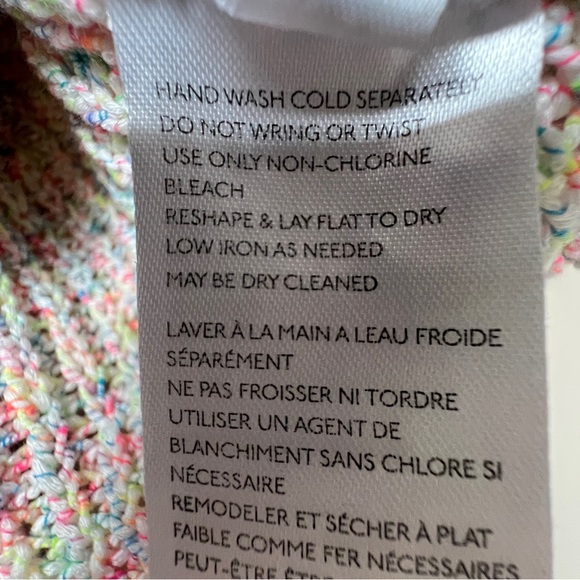 HAND WASH COLD SEPARATELY
DO NOT WRING OR TWIST
USE ONLY NON-CHLORINE
BLEACH
RESHAPE & LAY FLAT TO DRY
LOW IRON AS NEEDED
MAY BE DRY CLEANED
LAVER À LA MAIN A LEAU FROIDE
SÉPARÉMENT
NE PAS FROISSER NI TORDRE
UTILISER UN AGENT DE
BLANCHIMENT SANS CHLORE SI
NÉCESSAIRE
REMODELER ET SÉCHER À PLAT
FAIBLE COMME FER NÉCESSAIRES
PEUT-ÊTRE